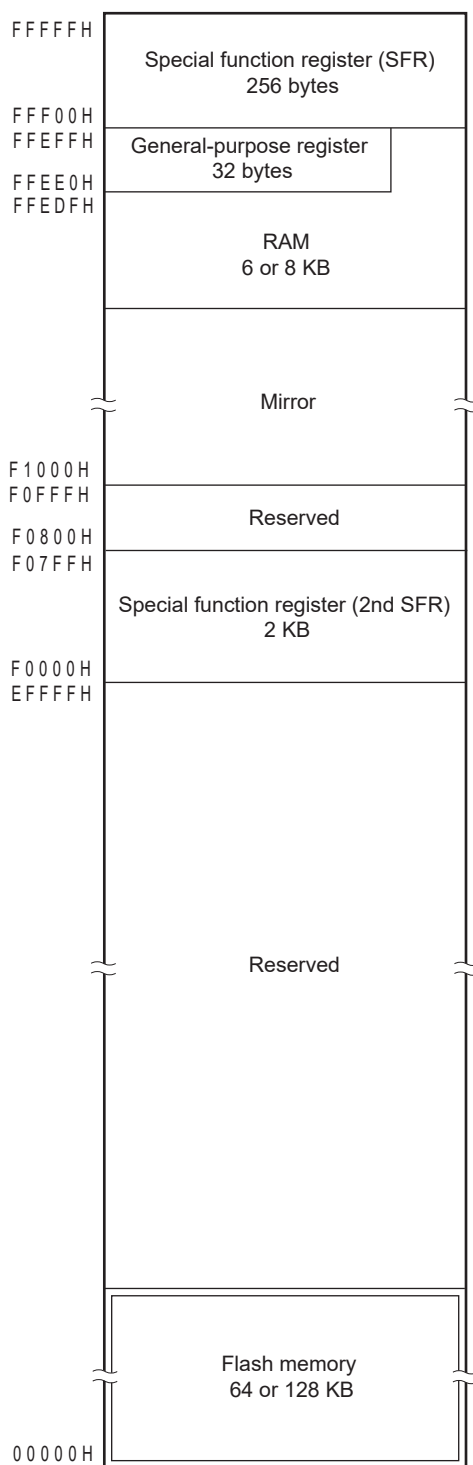 FFFFFH
Special function register (SFR)
256 bytes
FFF00H
FFEFFH
General-purpose register
32 bytes
FFEE0H
FFEDFH
RAM
6 or 8 KB
Mirror
F1000H
F0FFFH
Reserved
F0800H
F07FFH
Special function register (2nd SFR)
2 KB
F0000H
EFFFFH
Reserved
Flash memory
64 or 128 KB
00000H